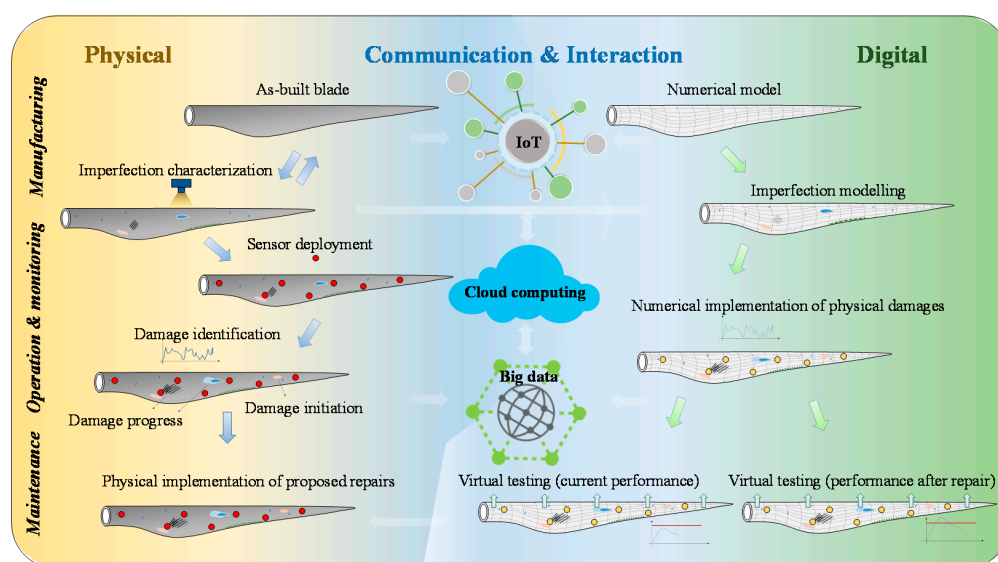 Physical
Communication & Interaction
Digital
Manufacturing
As-built blade
Numerical model
IoT
Imperfection characterization
Imperfection modelling
Operation & monitoring
Sensor deployment
Cloud computing
Numerical implementation of physical damages
Damage identification
Big data
Damage progress
Damage initiation
Maintenance
Physical implementation of proposed repairs
Virtual testing (current performance)
Virtual testing (performance after repair)